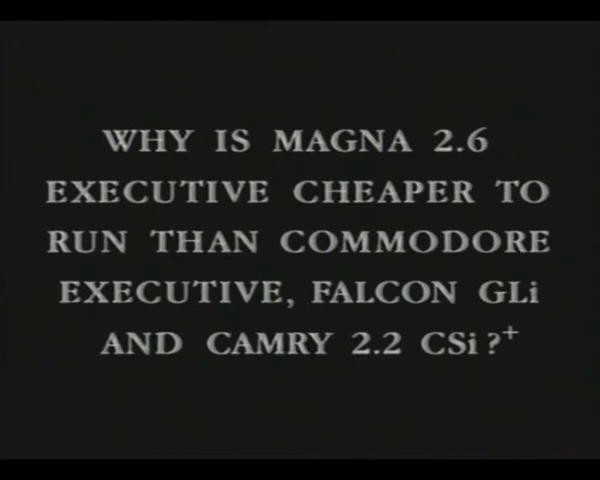 WHY IS MAGNA 2.6
EXECUTIVE CHEAPER TO
RUN THAN COMMODORE
EXECUTIVE, FALCON GLi
AND CAMRY 2.2 CSi?⁺